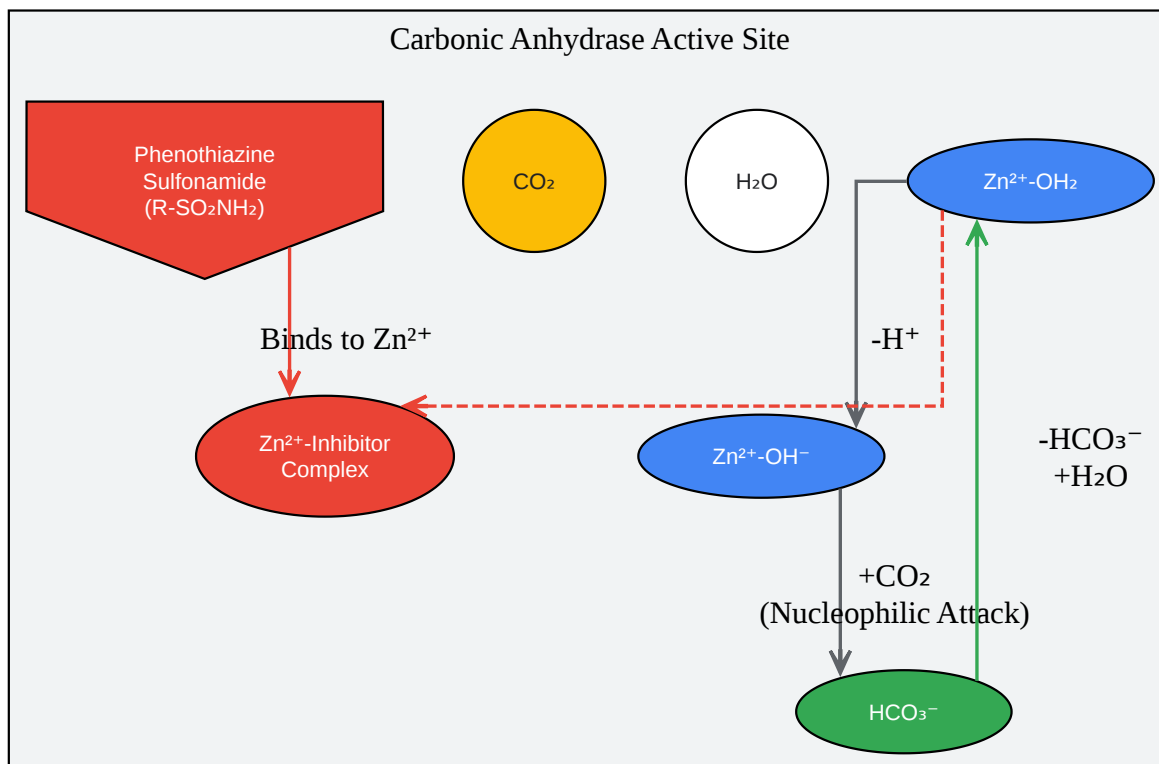 Carbonic Anhydrase Active Site
Phenothiazine
Sulfonamide
(R-SO₂NH₂)
CO₂
H₂O
Zn²⁺-OH₂
Binds to Zn²⁺
-H⁺
Zn²⁺-Inhibitor
Complex
Zn²⁺-OH⁻
-HCO₃⁻
+H₂O
+CO₂
(Nucleophilic Attack)
HCO₃⁻